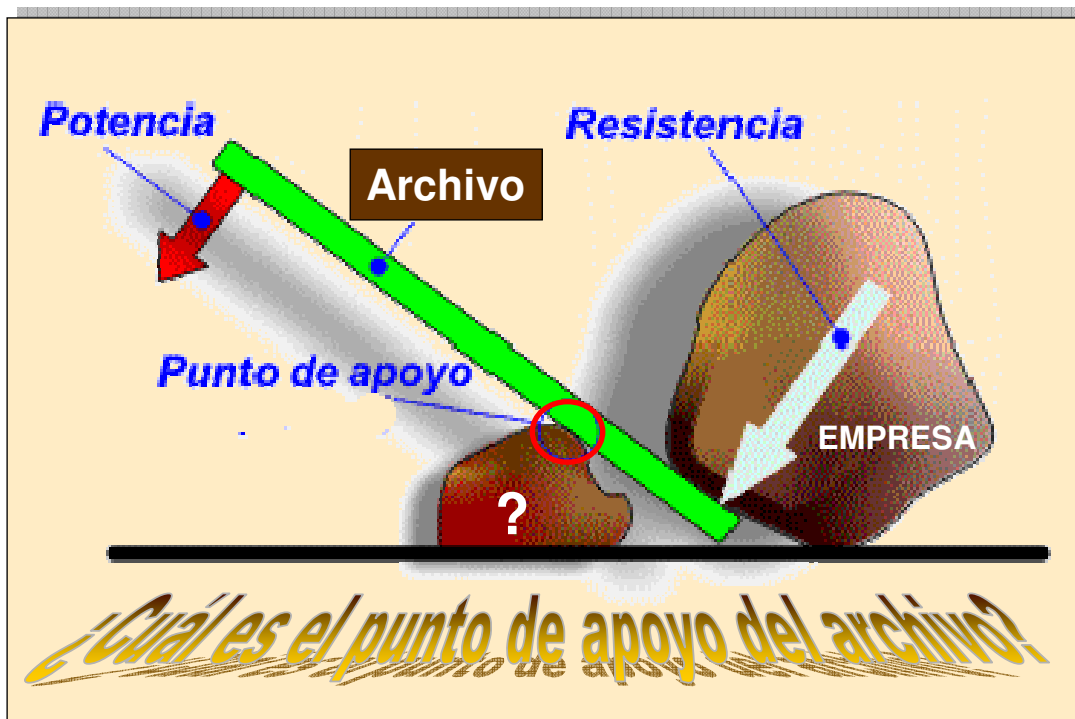 Potencia
Resistencia
Archivo
Punto de apoyo
EMPRESA
?
¿Cuál es el punto de apoyo del archivo?